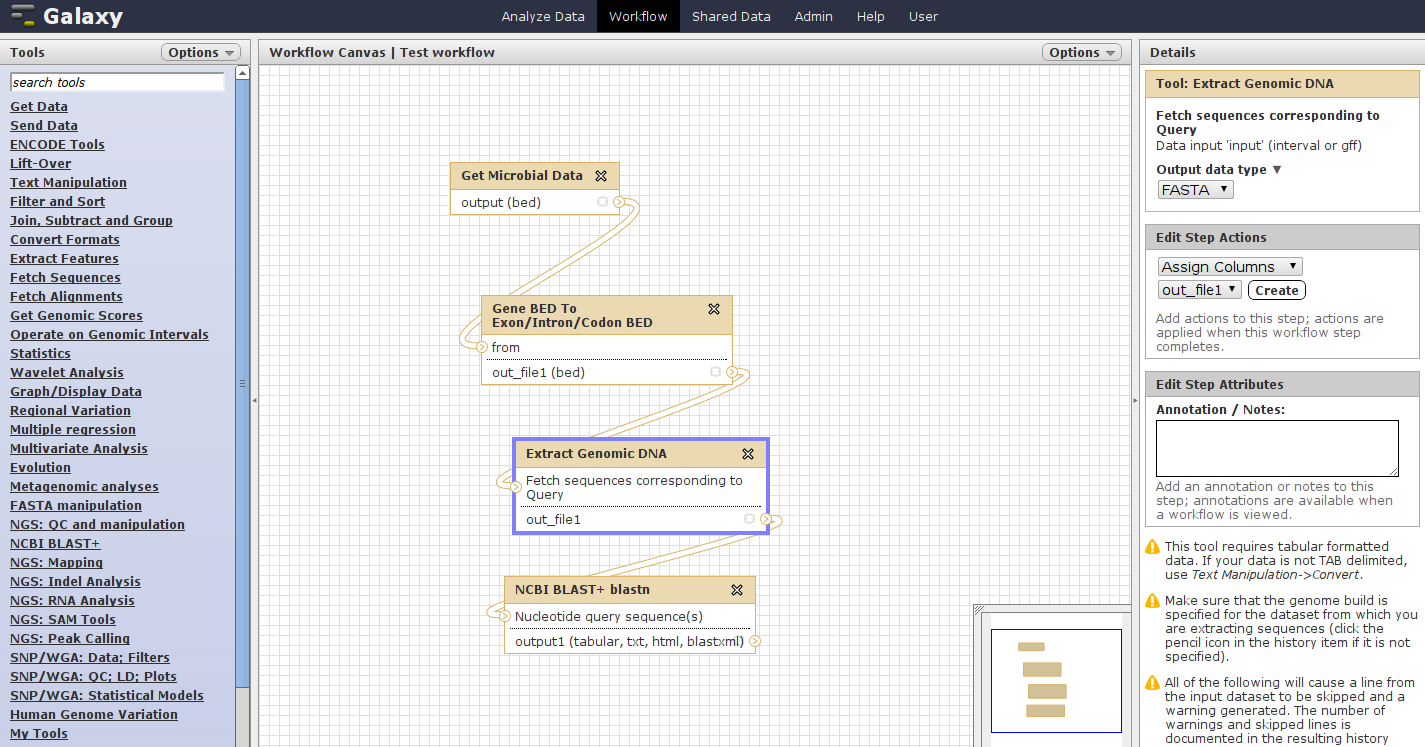 Galaxy
Analyze Data Workflow Shared Data Admin Help User
Tools Options
search tools
Get Data
Send Data
ENCODE Tools
Lift-Over
Text Manipulation
Filter and Sort
Join, Subtract and Group
Convert Formats
Extract Features
Fetch Sequences
Fetch Alignments
Get Genomic Scores
Operate on Genomic Intervals
Statistics
Wavelet Analysis
Graph/Display Data
Regional Variation
Multiple regression
Multivariate Analysis
Evolution
Metagenomic analyses
FASTA manipulation
NGS: QC and manipulation
NCBI BLAST+
NGS: Mapping
NGS: Indel Analysis
NGS: RNA Analysis
NGS: SAM Tools
NGS: Peak Calling
SNP/WGA: Data; Filters
SNP/WGA: QC; LD; Plots
SNP/WGA: Statistical Models
Human Genome Variation
My Tools
Workflow Canvas | Test workflow Options
Get Microbial Data
output (bed)
Gene BED To
Exon/Intron/Codon BED
from
out_file1 (bed)
Extract Genomic DNA
Fetch sequences corresponding to
Query
out_file1
NCBI BLAST+ blastn
Nucleotide query sequence(s)
output1 (tabular, txt, html, blastxml)
Details
Tool: Extract Genomic DNA
Fetch sequences corresponding to
Query
Data input 'input' (interval or gff)
Output data type
FASTA
Edit Step Actions
Assign Columns
out_file1 Create
Add actions to this step; actions are
applied when this workflow step
completes.
Edit Step Attributes
Annotation / Notes:
Add an annotation or notes to this
step; annotations are available when
a workflow is viewed.
This tool requires tabular formatted
data. If your data is not TAB delimited,
use Text Manipulation->Convert.
Make sure that the genome build is
specified for the dataset from which you
are extracting sequences (click the
pencil icon in the history item if it is not
specified).
All of the following will cause a line from
the input dataset to be skipped and a
warning generated. The number of
warnings and skipped lines is
documented in the resulting history